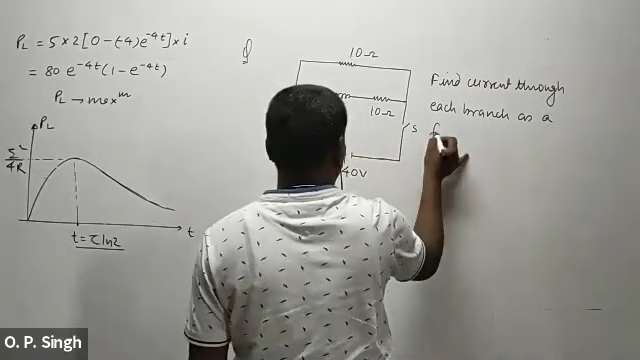 P_L = 5×2[0-(-4)e^-4t]×i
= 80 e^-4t(1-e^-4t)
P_L → max^m
P_L
ε²/4R
t = τ ln2
t
Q
10Ω
10Ω
S
40V
Find current through
each branch as a
f
O. P. Singh